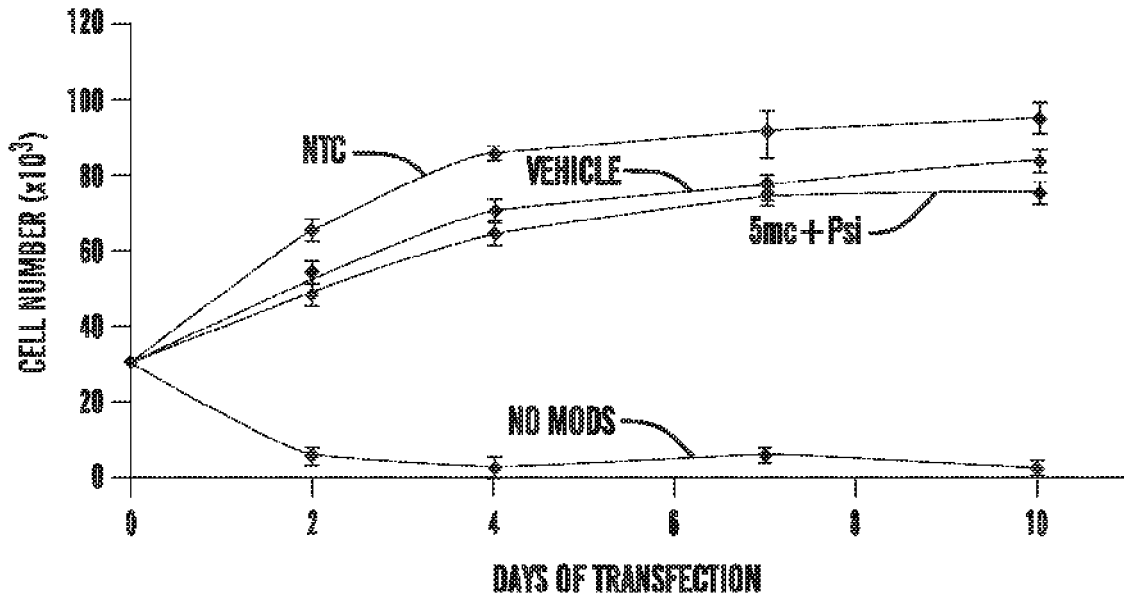 120
100
80
60
40
20
0
CELL NUMBER (x10³)
NTC
VEHICLE
5mc + Psi
NO MODS
0 2 4 6 8 10
DAYS OF TRANSFECTION